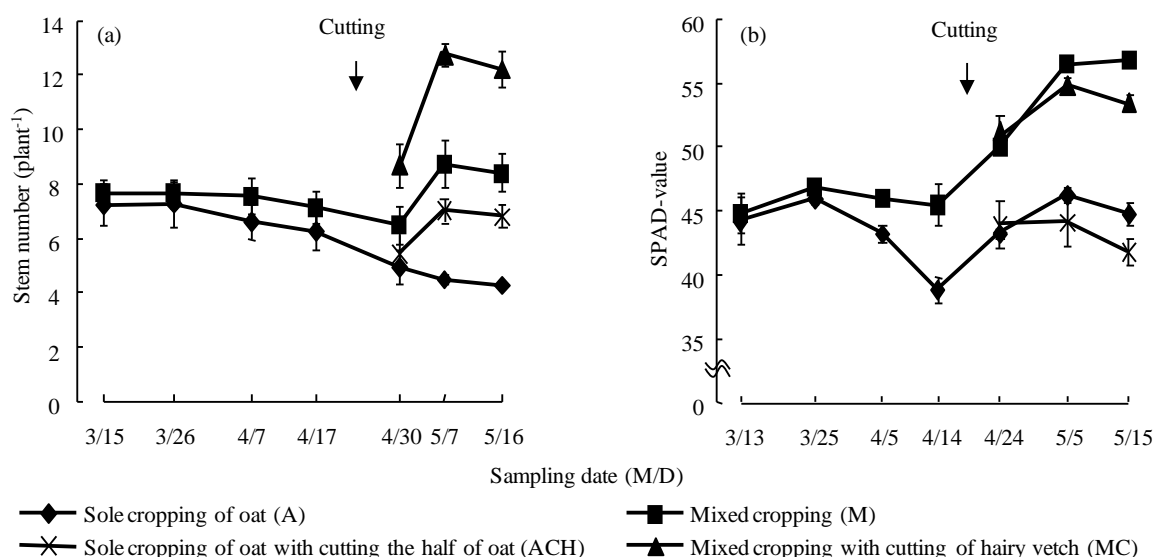 (a)
Cutting
Stem number (plant-1)
14
12
10
8
6
4
2
0
3/15 3/26 4/7 4/17 4/30 5/7 5/16
(b)
Cutting
SPAD-value
60
55
50
45
40
35
0
3/13 3/25 4/5 4/14 4/24 5/5 5/15
Sampling date (M/D)
Sole cropping of oat (A)
Mixed cropping (M)
Sole cropping of oat with cutting the half of oat (ACH)
Mixed cropping with cutting of hairy vetch (MC)